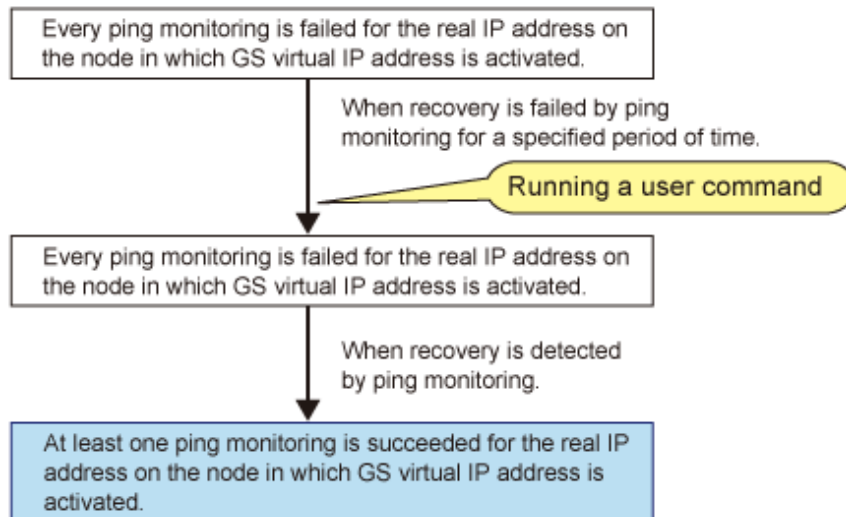 Every ping monitoring is failed for the real IP address on
the node in which GS virtual IP address is activated.
When recovery is failed by ping
monitoring for a specified period of time.
Running a user command
Every ping monitoring is failed for the real IP address on
the node in which GS virtual IP address is activated.
When recovery is detected
by ping monitoring.
At least one ping monitoring is succeeded for the real IP
address on the node in which GS virtual IP address is
activated.